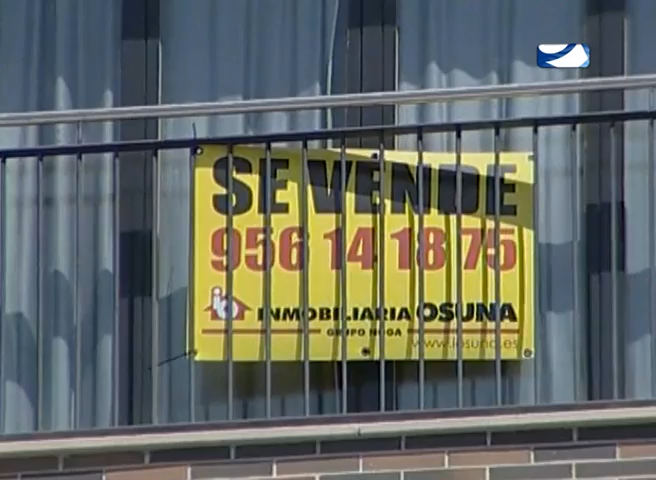 SE VENDE
956 14 18 75
INMOBILIARIA OSUNA
GRUPO NOGA
www.iosuna.es